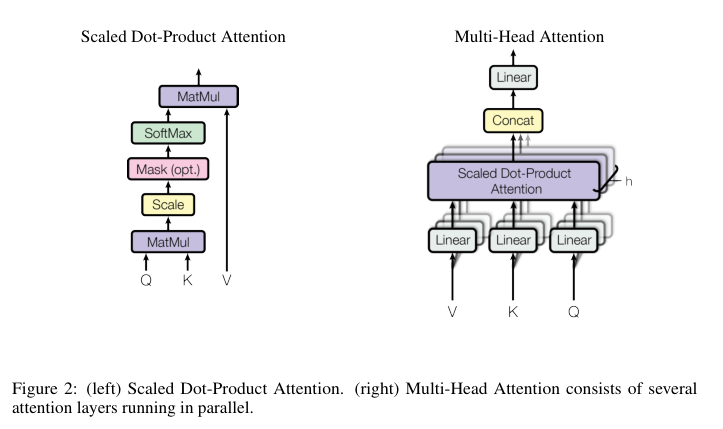 Scaled Dot-Product Attention
MatMul
SoftMax
Mask (opt.)
Scale
MatMul
Q K V
Multi-Head Attention
Linear
Concat
Scaled Dot-Product
Attention
h
Linear Linear Linear
V K Q
Figure 2: (left) Scaled Dot-Product Attention. (right) Multi-Head Attention consists of several
attention layers running in parallel.